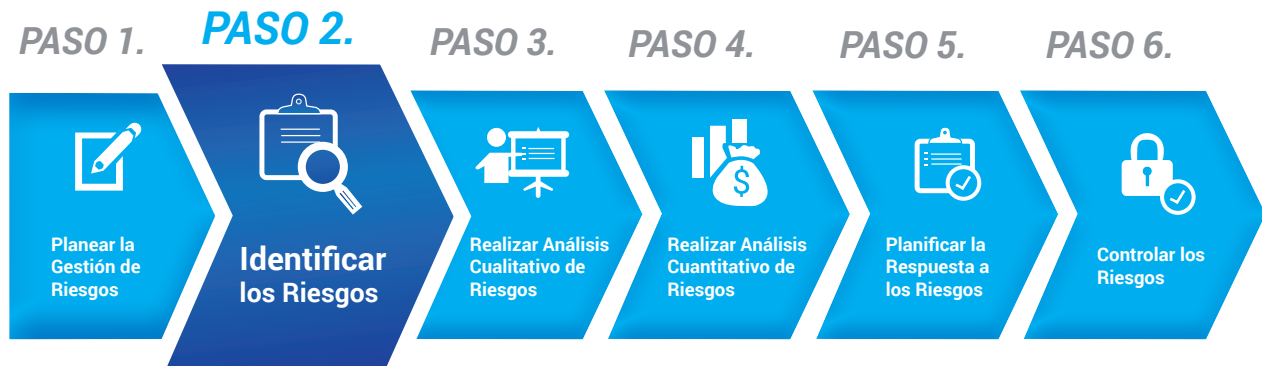 PASO 1.
Planear la
Gestión de
Riesgos
PASO 2.
Identificar
los Riesgos
PASO 3.
Realizar Análisis
Cualitativo de
Riesgos
PASO 4.
Realizar Análisis
Cuantitativo de
Riesgos
PASO 5.
Planificar la
Respuesta a
los Riesgos
PASO 6.
Controlar los
Riesgos
$